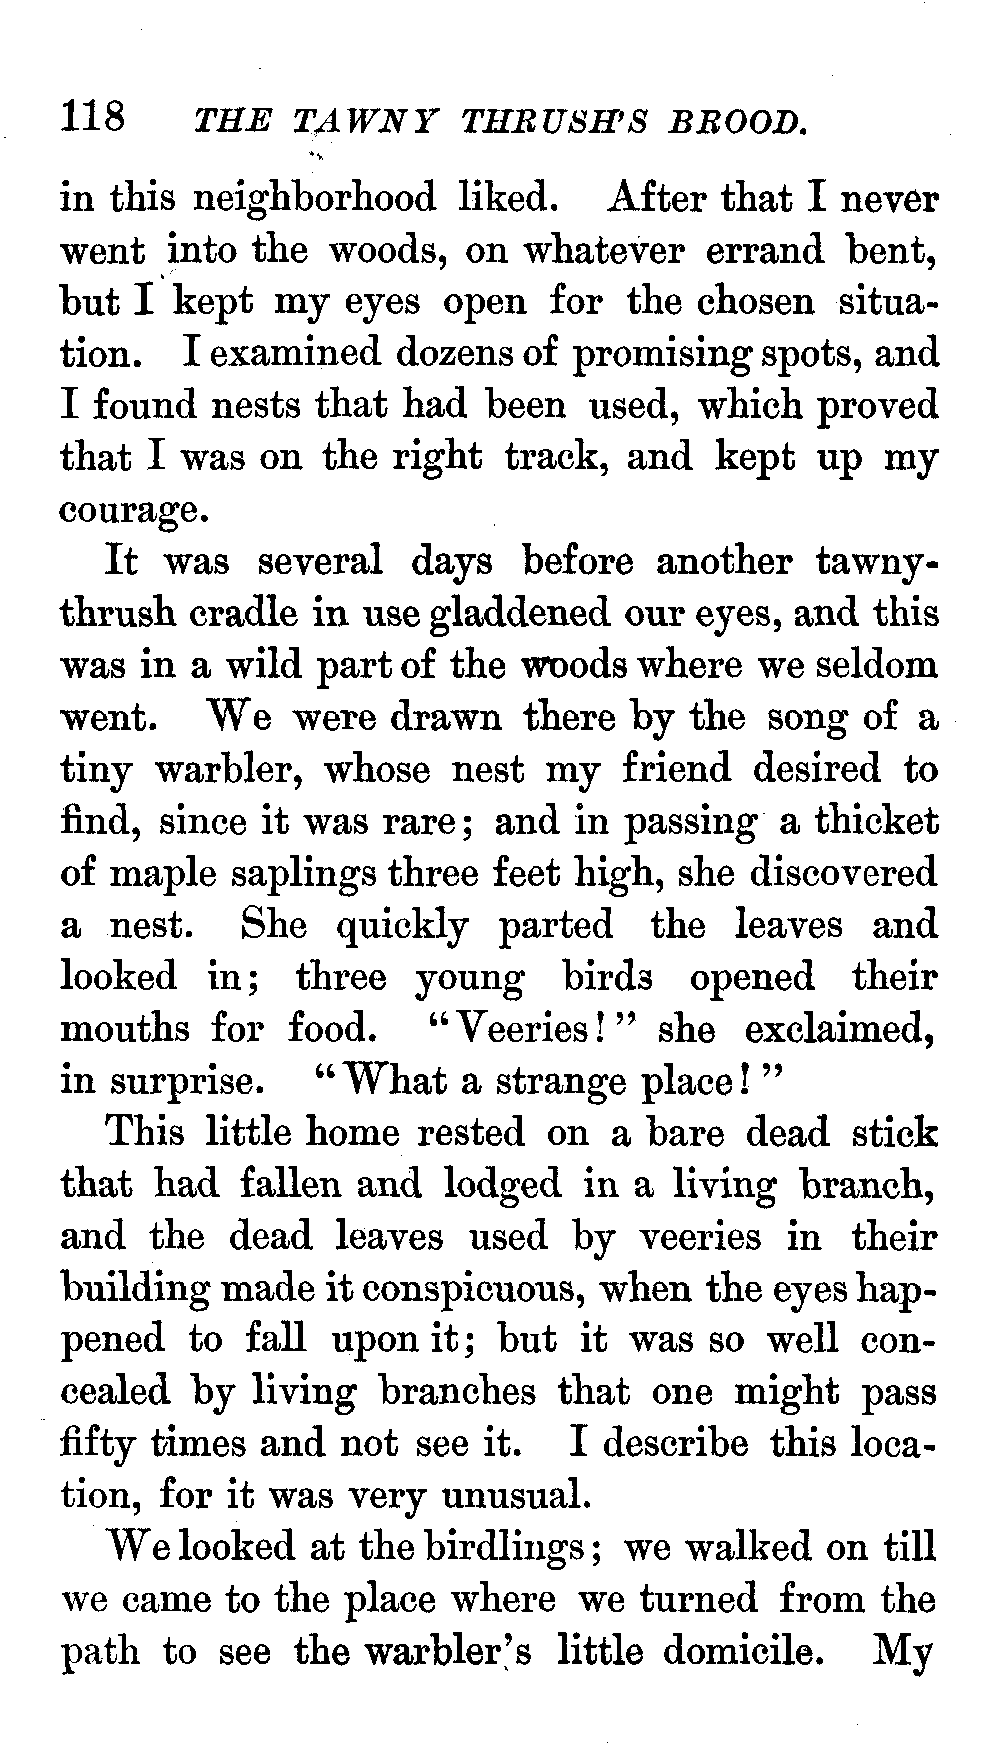 118 THE TAWNY THRUSH'S BROOD.
in this neighborhood liked. After that I never
went into the woods, on whatever errand bent,
but I kept my eyes open for the chosen situa-
tion. I examined dozens of promising spots, and
I found nests that had been used, which proved
that I was on the right track, and kept up my
courage.
It was several days before another tawny-
thrush cradle in use gladdened our eyes, and this
was in a wild part of the woods where we seldom
went. We were drawn there by the song of a
tiny warbler, whose nest my friend desired to
find, since it was rare; and in passing a thicket
of maple saplings three feet high, she discovered
a nest. She quickly parted the leaves and
looked in; three young birds opened their
mouths for food. "Veeries!" she exclaimed,
in surprise. "What a strange place!"
This little home rested on a bare dead stick
that had fallen and lodged in a living branch,
and the dead leaves used by veeries in their
building made it conspicuous, when the eyes hap-
pened to fall upon it; but it was so well con-
cealed by living branches that one might pass
fifty times and not see it. I describe this loca-
tion, for it was very unusual.
We looked at the birdlings; we walked on till
we came to the place where we turned from the
path to see the warbler's little domicile. My